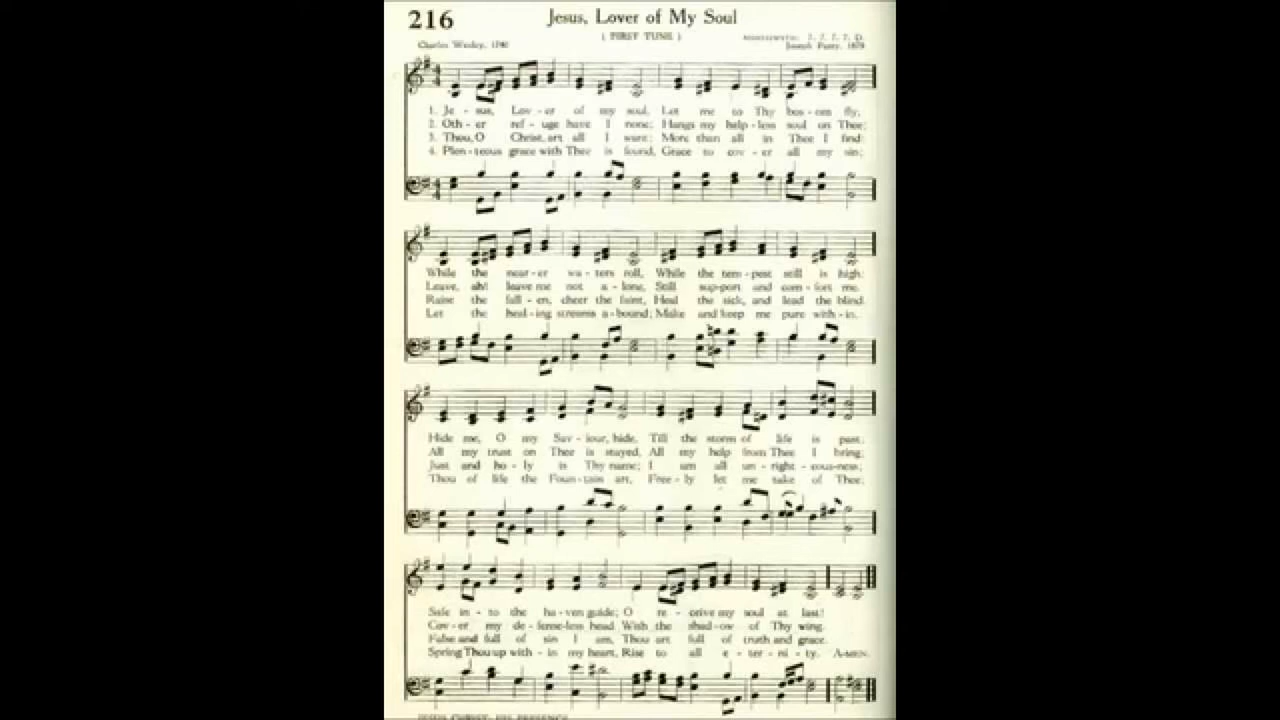 216
Jesus, Lover of My Soul
( FIRST TUNE )
Charles Wesley, 1740
ABERYSTWYTH: 7. 7. 7. 7. D.
Joseph Parry, 1879
1. Je - sus, Lov - er of my soul, Let me to Thy bos - om fly,
2. Oth - er ref - uge have I none; Hangs my help - less soul on Thee;
3. Thou, O Christ, art all I want; More than all in Thee I find:
4. Plen - teous grace with Thee is found, Grace to cov - er all my sin;
While the near - er wa - ters roll, While the tem - pest still is high:
Leave, ah! leave me not a - lone, Still sup - port and com - fort me.
Raise the fall - en, cheer the faint, Heal the sick, and lead the blind.
Let the heal - ing streams a - bound; Make and keep me pure with - in.
Hide me, O my Sav - iour, hide, Till the storm of life is past;
All my trust on Thee is stayed, All my help from Thee I bring;
Just and ho - ly is Thy name; I am all un - right - eous - ness;
Thou of life the Foun - tain art, Free - ly let me take of Thee;
Safe in - to the ha - ven guide; O re - ceive my soul at last!
Cov - er my de - fense - less head With the shad - ow of Thy wing.
False and full of sin I am, Thou art full of truth and grace.
Spring Thou up with - in my heart, Rise to all e - ter - ni - ty. A-MEN.
JESUS CHRIST: HIS PRESENCE